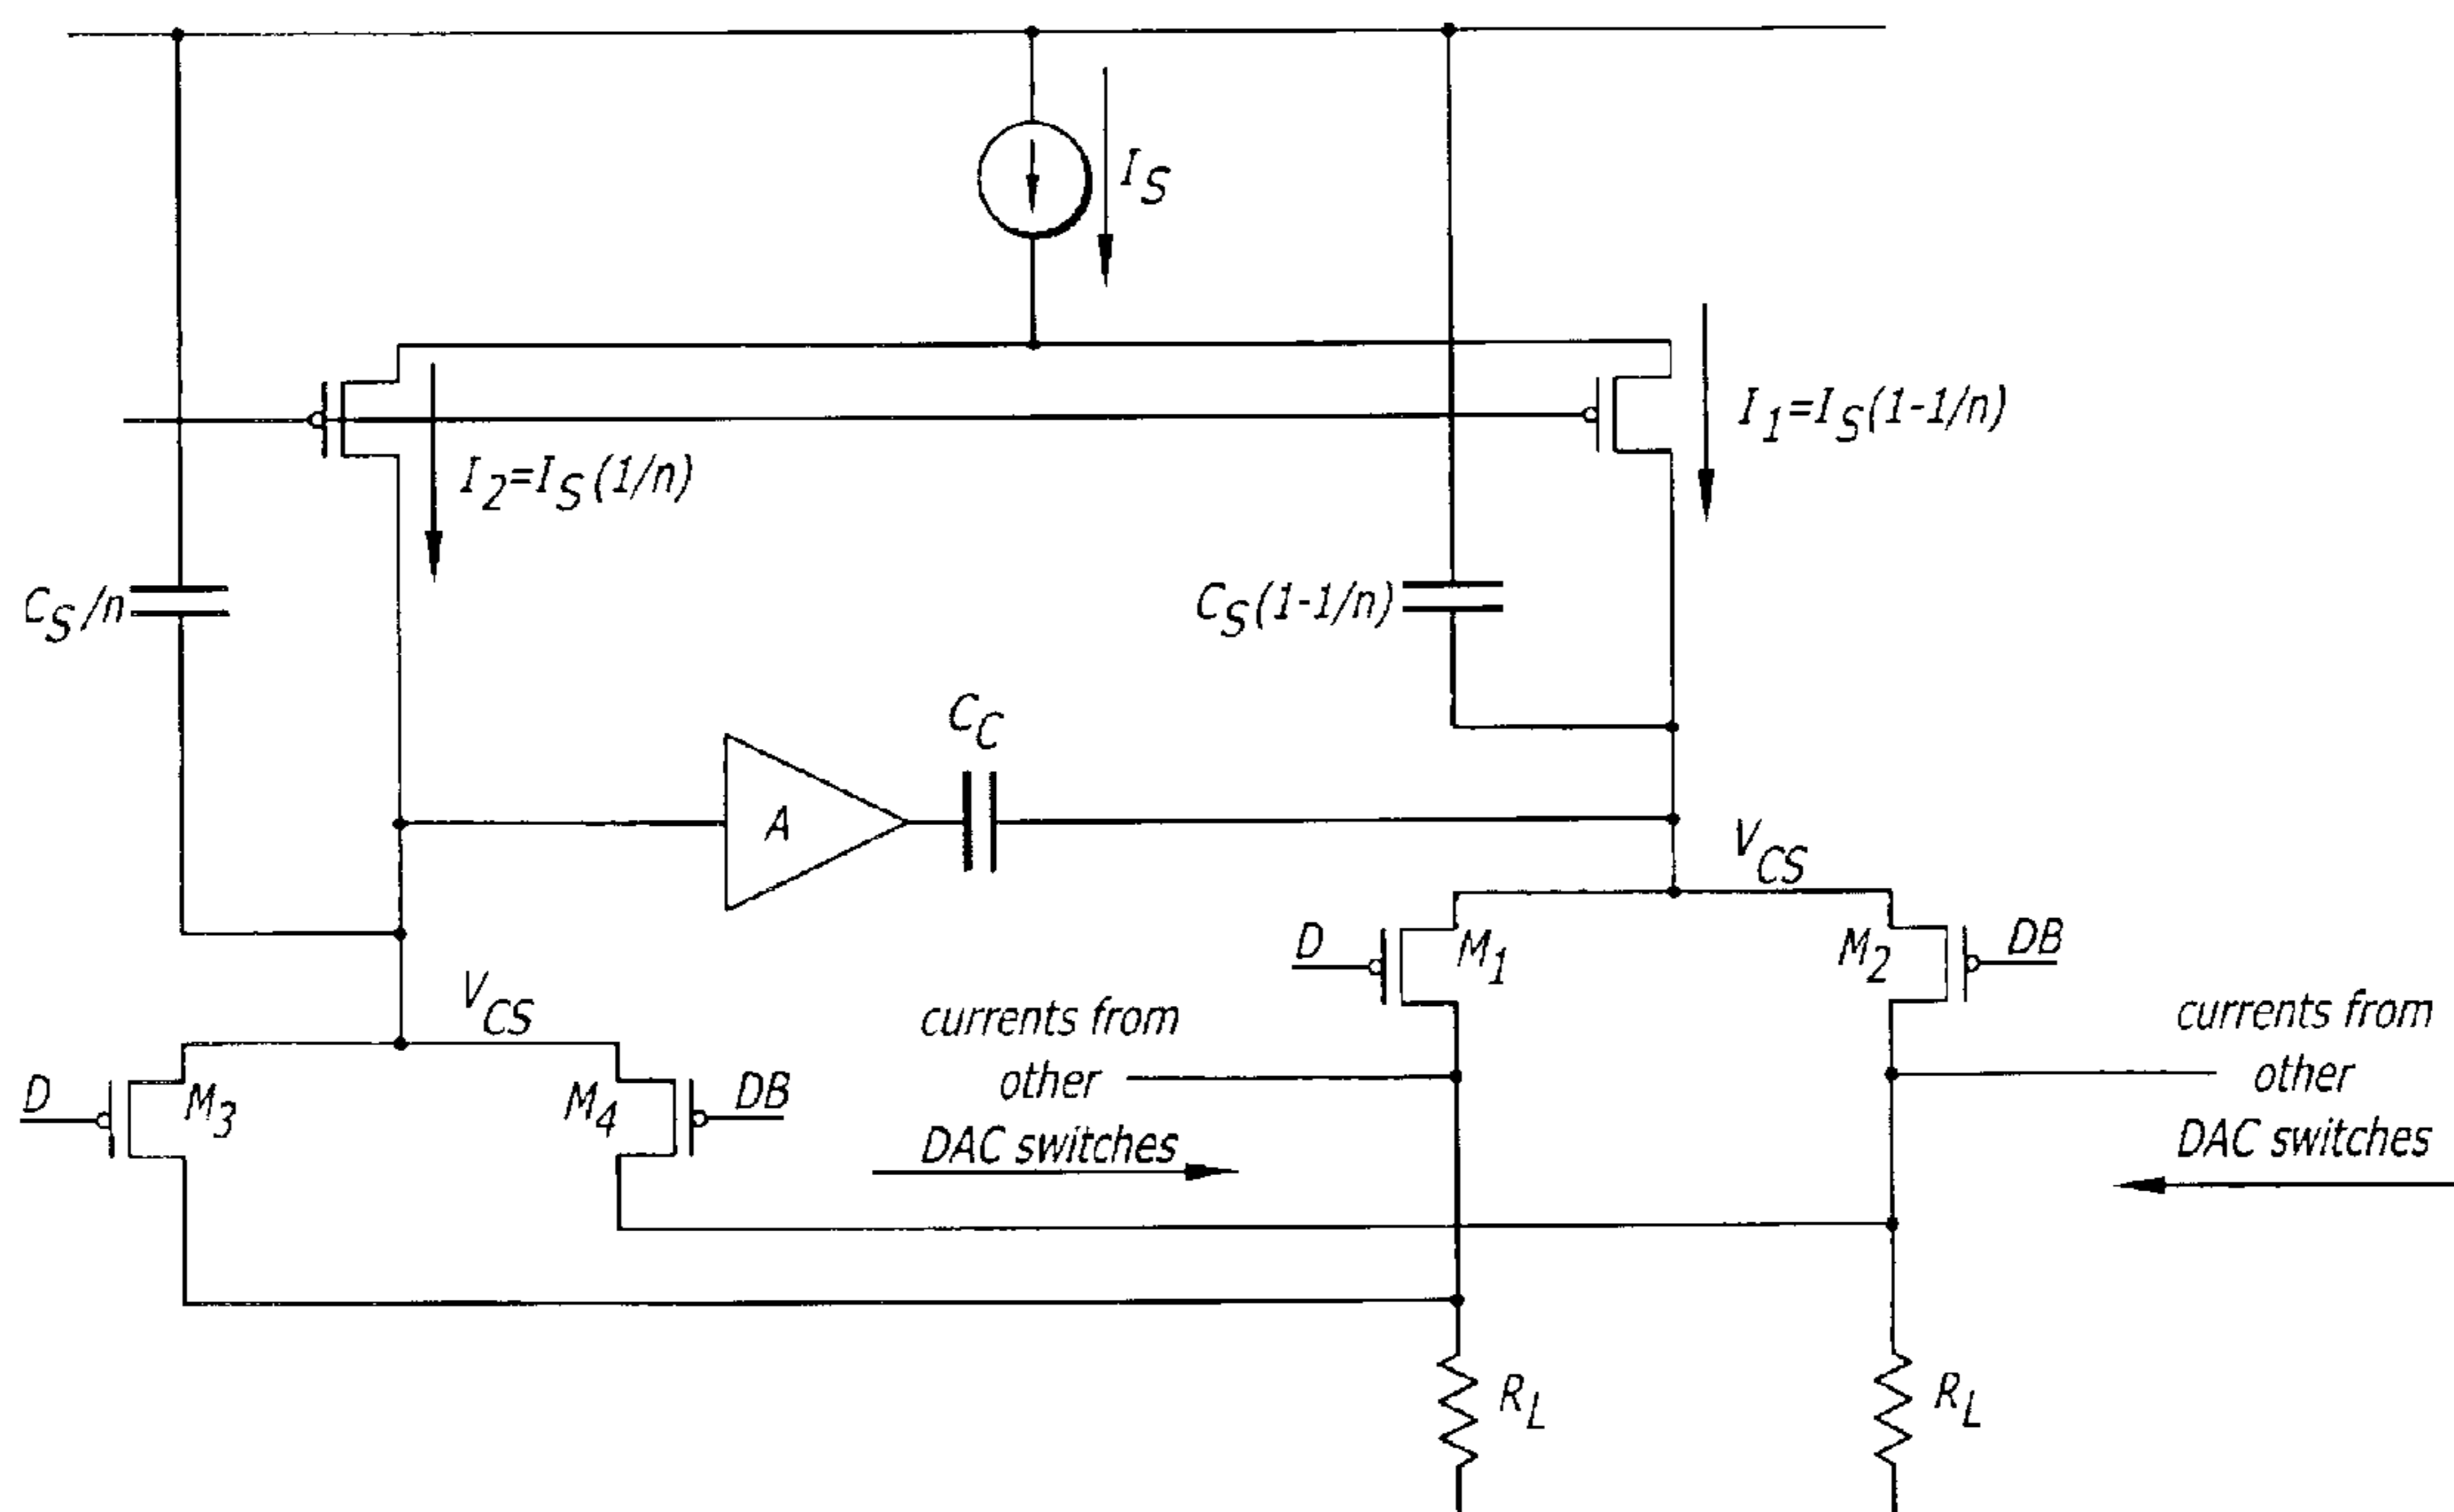 I_S
I_1=I_S(1-1/n)
I_2=I_S(1/n)
C_S/n
C_S(1-1/n)
C_C
A
V_CS
V_CS
D
M_1
M_2
DB
D
M_3
M_4
DB
currents from
other
DAC switches
currents from
other
DAC switches
R_L
R_L